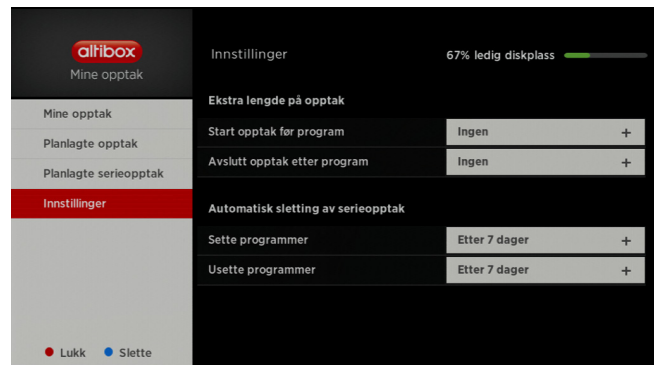 altibox
Mine opptak
Mine opptak
Planlagte opptak
Planlagte serieopptak
Innstillinger
Lukk Slette
Innstillinger 67% ledig diskplass
Ekstra lengde på opptak
Start opptak før program Ingen +
Avslutt opptak etter program Ingen +
Automatisk sletting av serieopptak
Sette programmer Etter 7 dager +
Usette programmer Etter 7 dager +